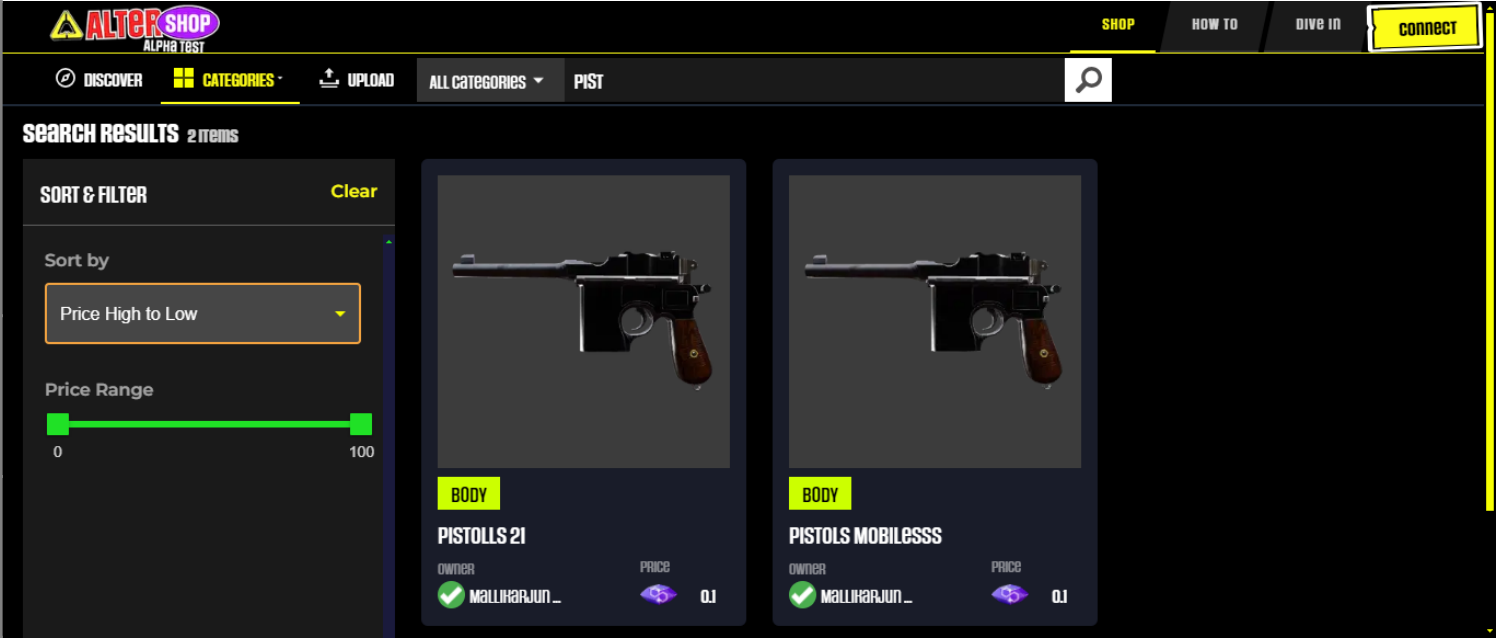 ALTER SHOP
ALPHA TEST
SHOP
HOW TO
DIVE IN
CONNECT
DISCOVER
CATEGORIES
UPLOAD
ALL CATEGORIES
PIST
SEARCH RESULTS 2 ITEMS
SORT & FILTER
Clear
Sort by
Price High to Low
Price Range
0
100
BODY
PISTOLLS 21
OWNER
PRICE
MALLIKARJUN _
0.1
BODY
PISTOLS MOBILESSS
OWNER
PRICE
MALLIKARJUN _
0.1